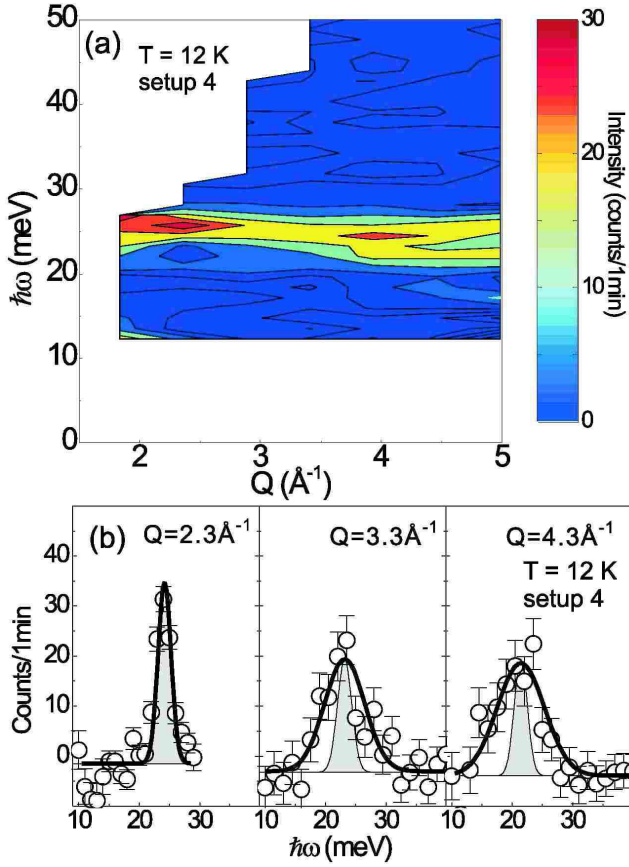 (a)
T = 12 K
setup 4
50
40
30
20
10
0
ħω (meV)
2 3 4 5
Q (Å⁻¹)
30
20
10
0
Intensity (counts/1min)
(b)
Q=2.3Å⁻¹
Q=3.3Å⁻¹
Q=4.3Å⁻¹
T = 12 K
setup 4
40
30
20
10
0
Counts/1min
10 20 30 10 20 30 10 20 30
ħω (meV)